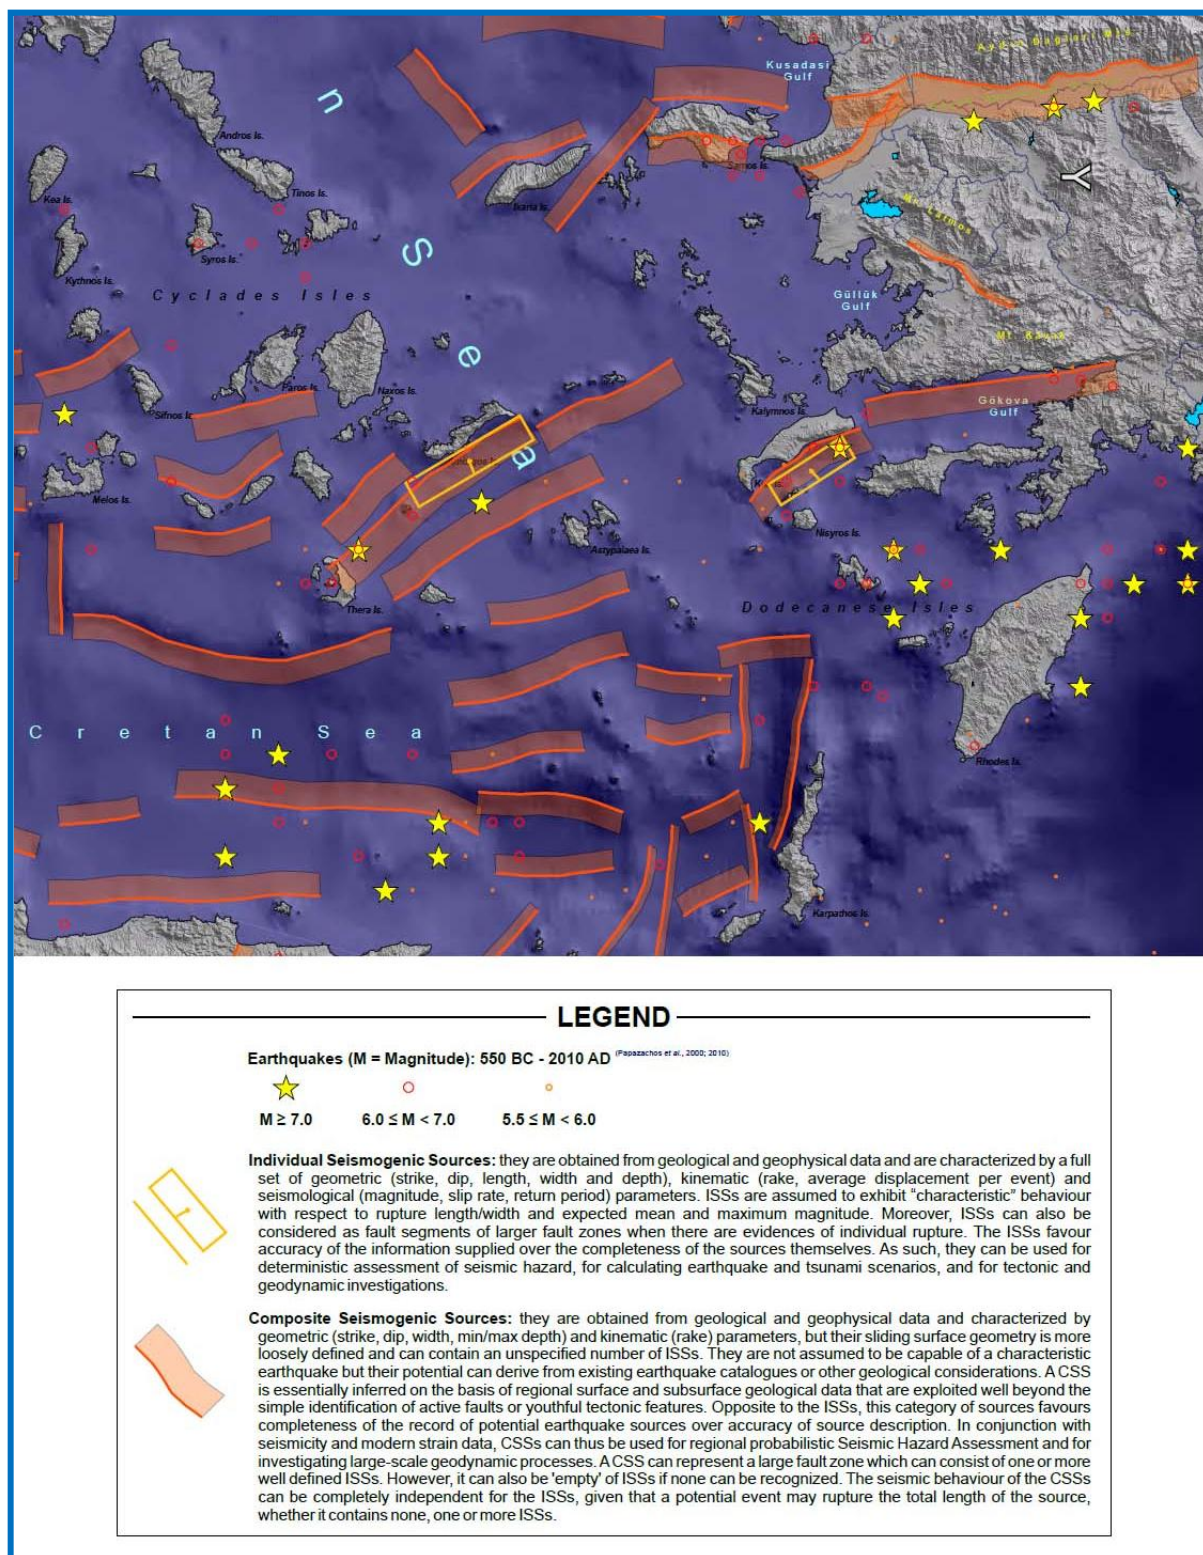 Aydin Daglari Mts.
Kusadasi
Gulf
n
Andros Is.
Samos Is.
Y
Tinos Is.
Ikaria Is.
Kea Is.
Mt. Latmos
S
Syros Is.
Kythnos Is.
Cyclades Isles
Güllük
Gulf
e
Paros Is.
Naxos Is.
Sifnos Is.
Kalymnos Is.
Gökova
Gulf
a
Melos Is.
Nisyros Is.
Astypalaea Is.
Thera Is.
Dodecanese Isles
Cretan Sea
Rhodes Is.
Karpathos Is.
LEGEND
Earthquakes (M = Magnitude): 550 BC - 2010 AD (Papazachos et al., 2000; 2010)
M ≥ 7.0 6.0 ≤ M < 7.0 5.5 ≤ M < 6.0
Individual Seismogenic Sources: they are obtained from geological and geophysical data and are characterized by a full
set of geometric (strike, dip, length, width and depth), kinematic (rake, average displacement per event) and
seismological (magnitude, slip rate, return period) parameters. ISSs are assumed to exhibit "characteristic" behaviour
with respect to rupture length/width and expected mean and maximum magnitude. Moreover, ISSs can also be
considered as fault segments of larger fault zones when there are evidences of individual rupture. The ISSs favour
accuracy of the information supplied over the completeness of the sources themselves. As such, they can be used for
deterministic assessment of seismic hazard, for calculating earthquake and tsunami scenarios, and for tectonic and
geodynamic investigations.
Composite Seismogenic Sources: they are obtained from geological and geophysical data and characterized by
geometric (strike, dip, width, min/max depth) and kinematic (rake) parameters, but their sliding surface geometry is more
loosely defined and can contain an unspecified number of ISSs. They are not assumed to be capable of a characteristic
earthquake but their potential can derive from existing earthquake catalogues or other geological considerations. A CSS
is essentially inferred on the basis of regional surface and subsurface geological data that are exploited well beyond the
simple identification of active faults or youthful tectonic features. Opposite to the ISSs, this category of sources favours
completeness of the record of potential earthquake sources over accuracy of source description. In conjunction with
seismicity and modern strain data, CSSs can thus be used for regional probabilistic Seismic Hazard Assessment and for
investigating large-scale geodynamic processes. A CSS can represent a large fault zone which can consist of one or more
well defined ISSs. However, it can also be 'empty' of ISSs if none can be recognized. The seismic behaviour of the CSSs
can be completely independent for the ISSs, given that a potential event may rupture the total length of the source,
whether it contains none, one or more ISSs.